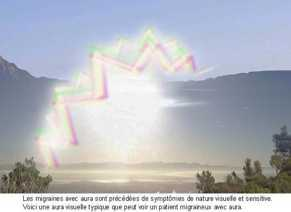 Les migraines avec aura sont précédées de symptômes de nature visuelle et sensitive.
Voici une aura visuelle typique que peut voir un patient migraineux avec aura.